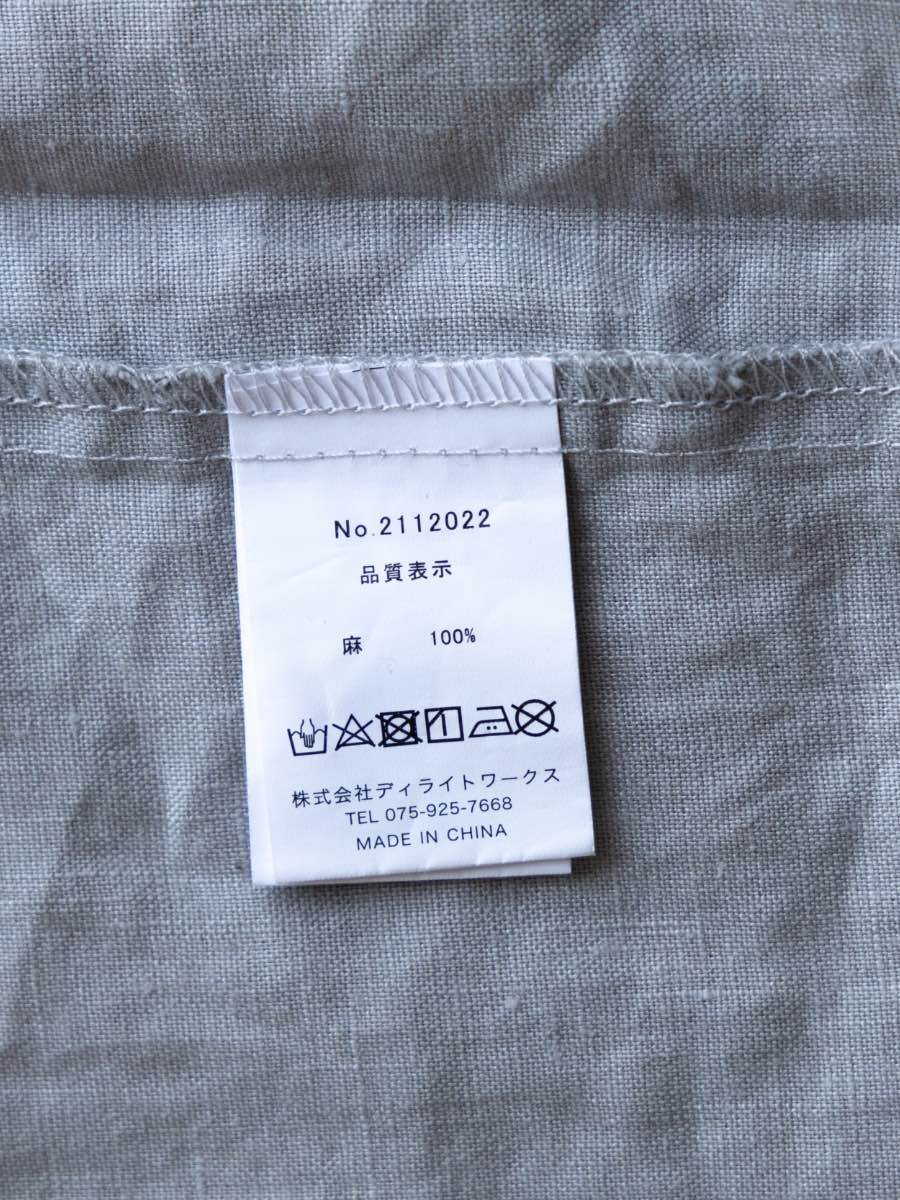 No.2112022
品質表示
麻 100%
株式会社ディライトワークス
TEL 075-925-7668
MADE IN CHINA